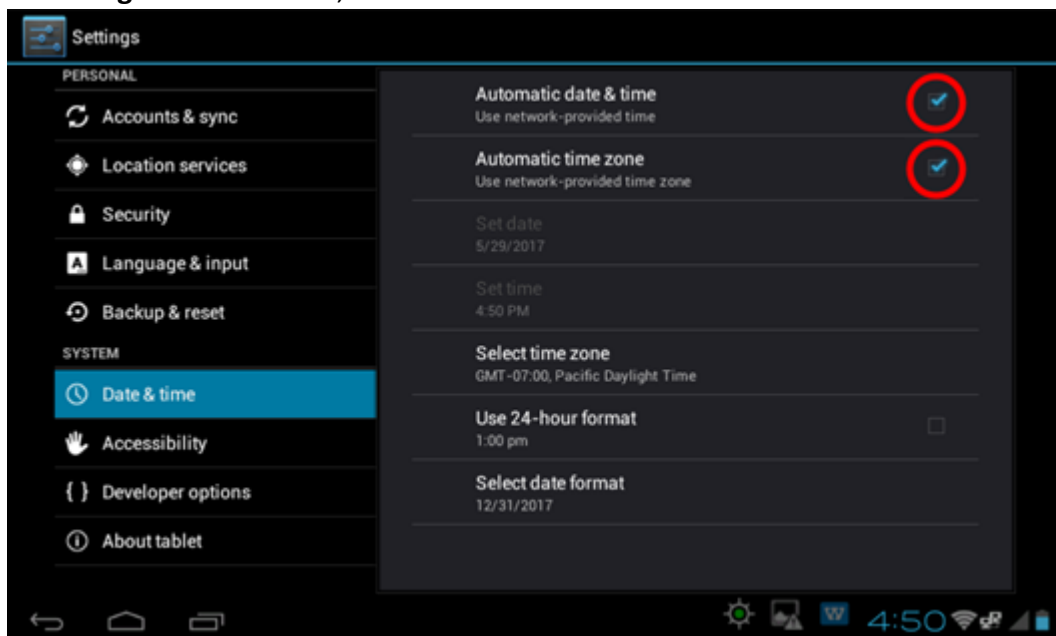 Settings
PERSONAL
Accounts & sync
Location services
Security
Language & input
Backup & reset
SYSTEM
Date & time
Accessibility
{ } Developer options
About tablet
Automatic date & time
Use network-provided time
Automatic time zone
Use network-provided time zone
Set date
5/29/2017
Set time
4:50 PM
Select time zone
GMT-07:00, Pacific Daylight Time
Use 24-hour format
1:00 pm
Select date format
12/31/2017
4:50